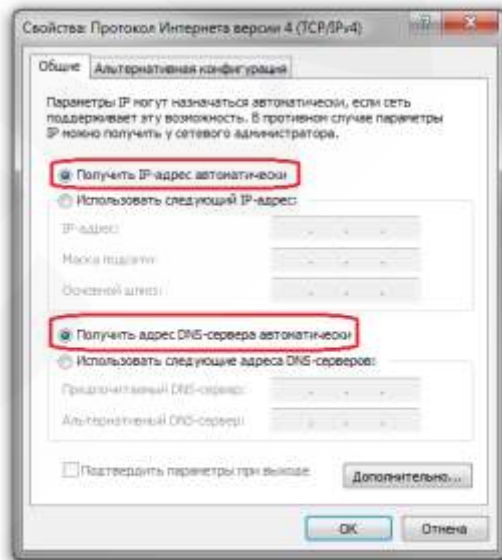 Свойства: Протокол Интернета версии 4 (TCP/IPv4)
Общие
Альтернативная конфигурация
Параметры IP могут назначаться автоматически, если сеть
поддерживает эту возможность. В противном случае параметры
IP можно получить у сетевого администратора.
Получить IP-адрес автоматически
Использовать следующий IP-адрес:
IP-адрес:
Маска подсети:
Основной шлюз:
Получить адрес DNS-сервера автоматически
Использовать следующие адреса DNS-серверов:
Предпочитаемый DNS-сервер:
Альтернативный DNS-сервер:
Подтвердить параметры при выходе
Дополнительно...
ОК
Отмена